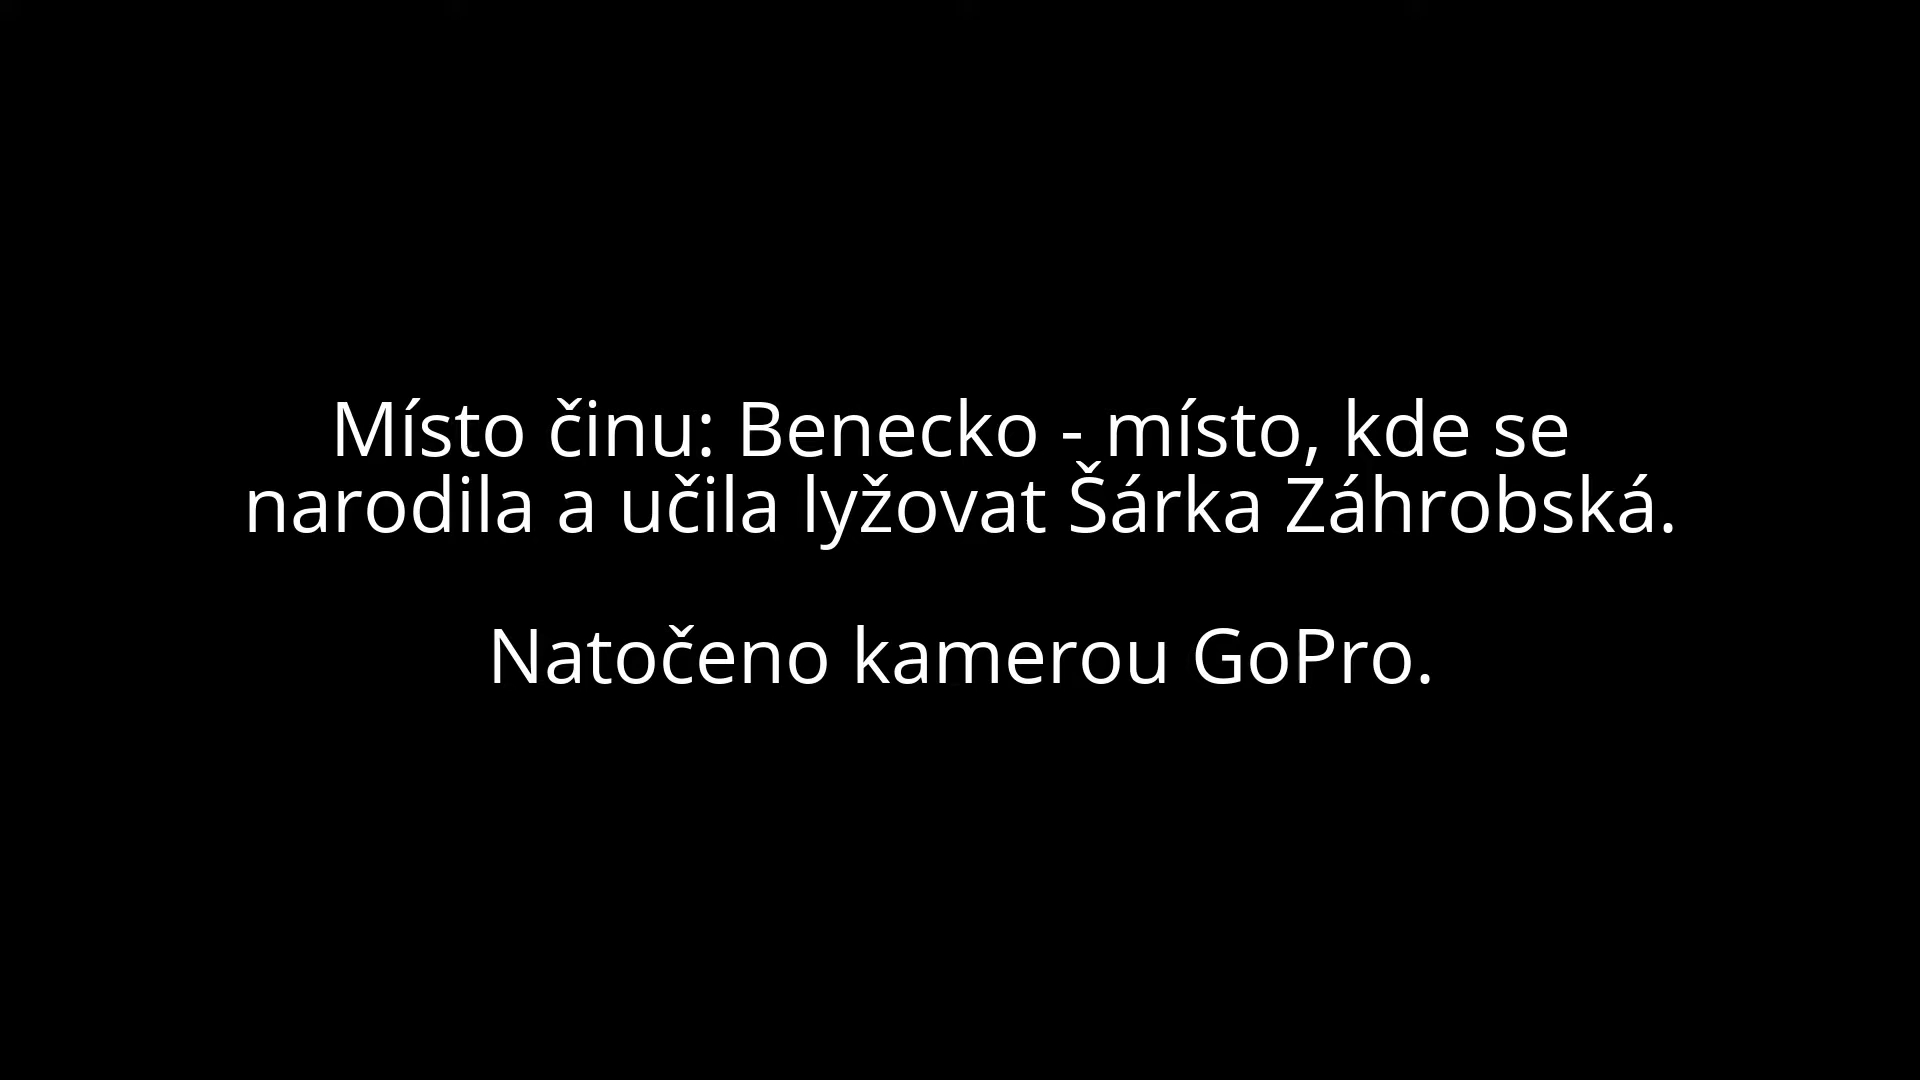 Místo činu: Benecko - místo, kde se
narodila a učila lyžovat Šárka Záhrobská.
Natočeno kamerou GoPro.